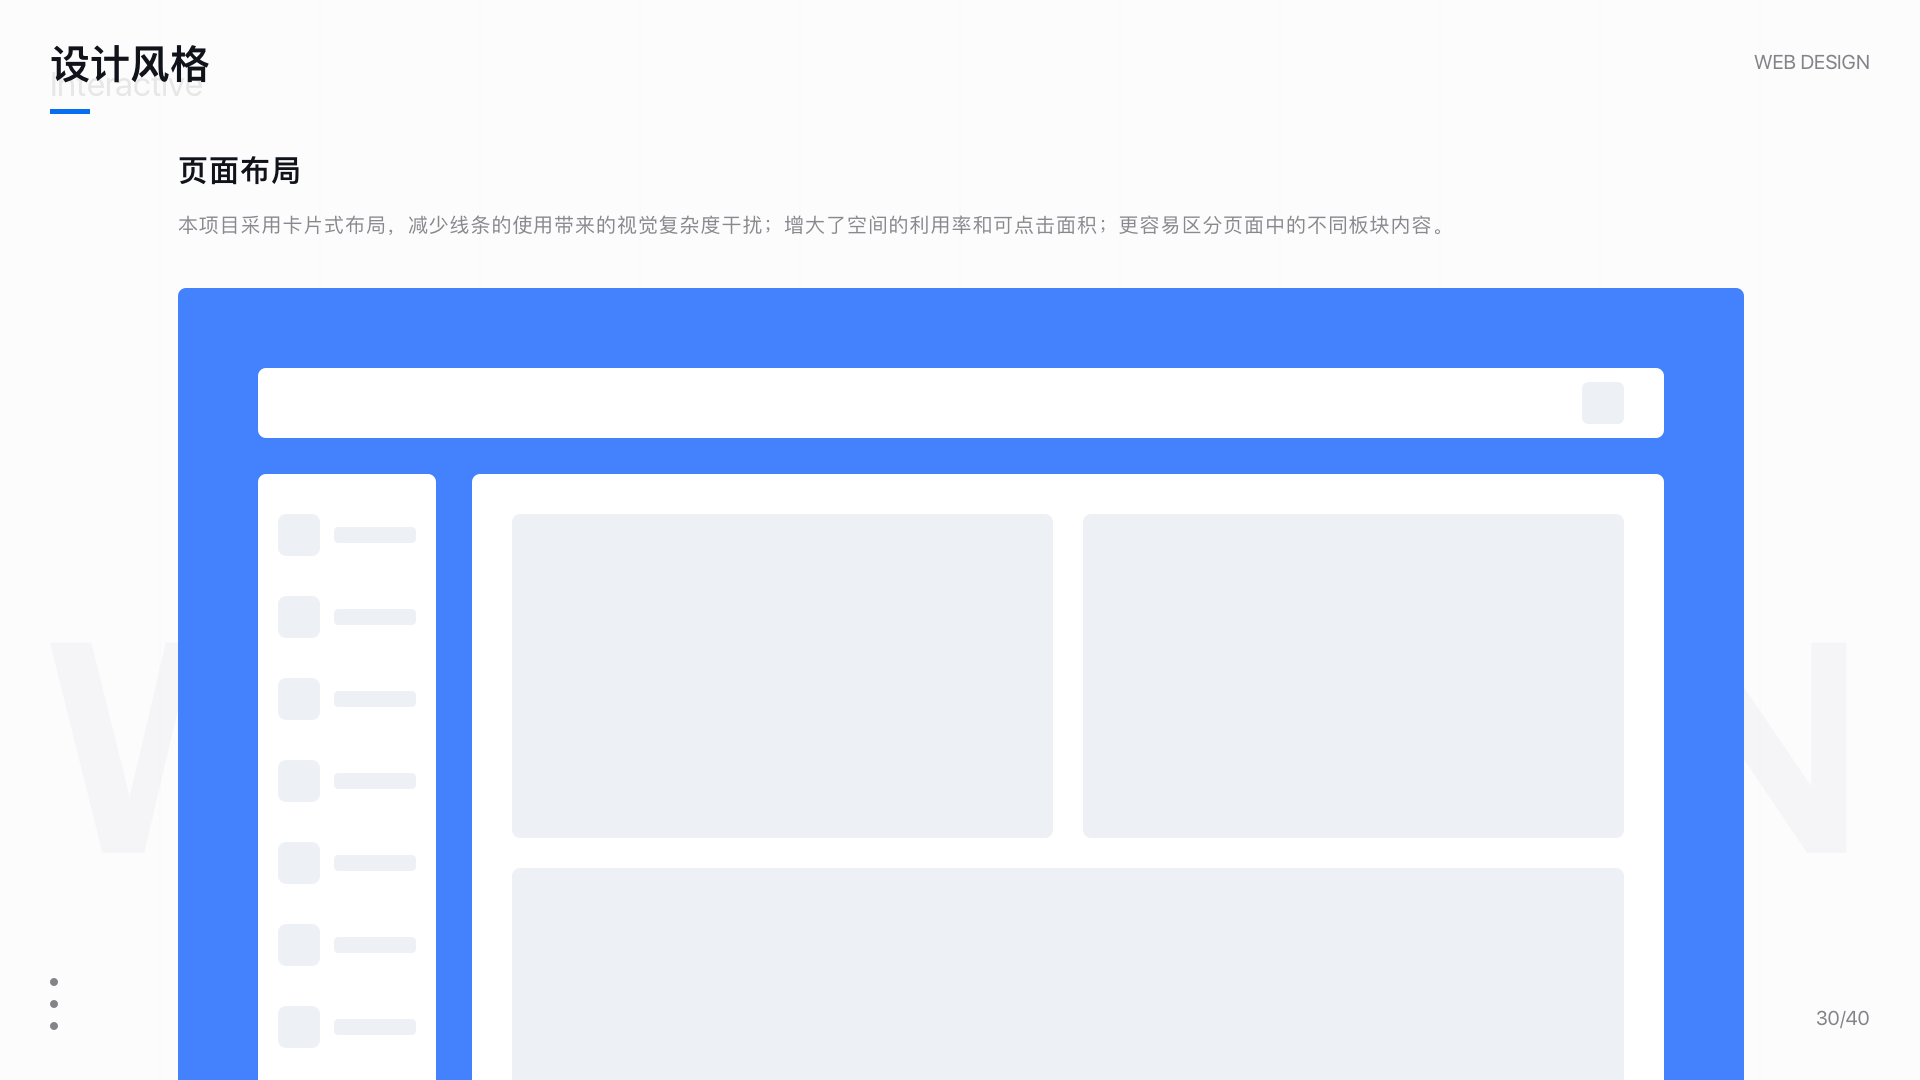 设计风格
Interactive
WEB DESIGN
页面布局
本项目采用卡片式布局，减少线条的使用带来的视觉复杂度干扰；增大了空间的利用率和可点击面积；更容易区分页面中的不同板块内容。
W
N
30/40